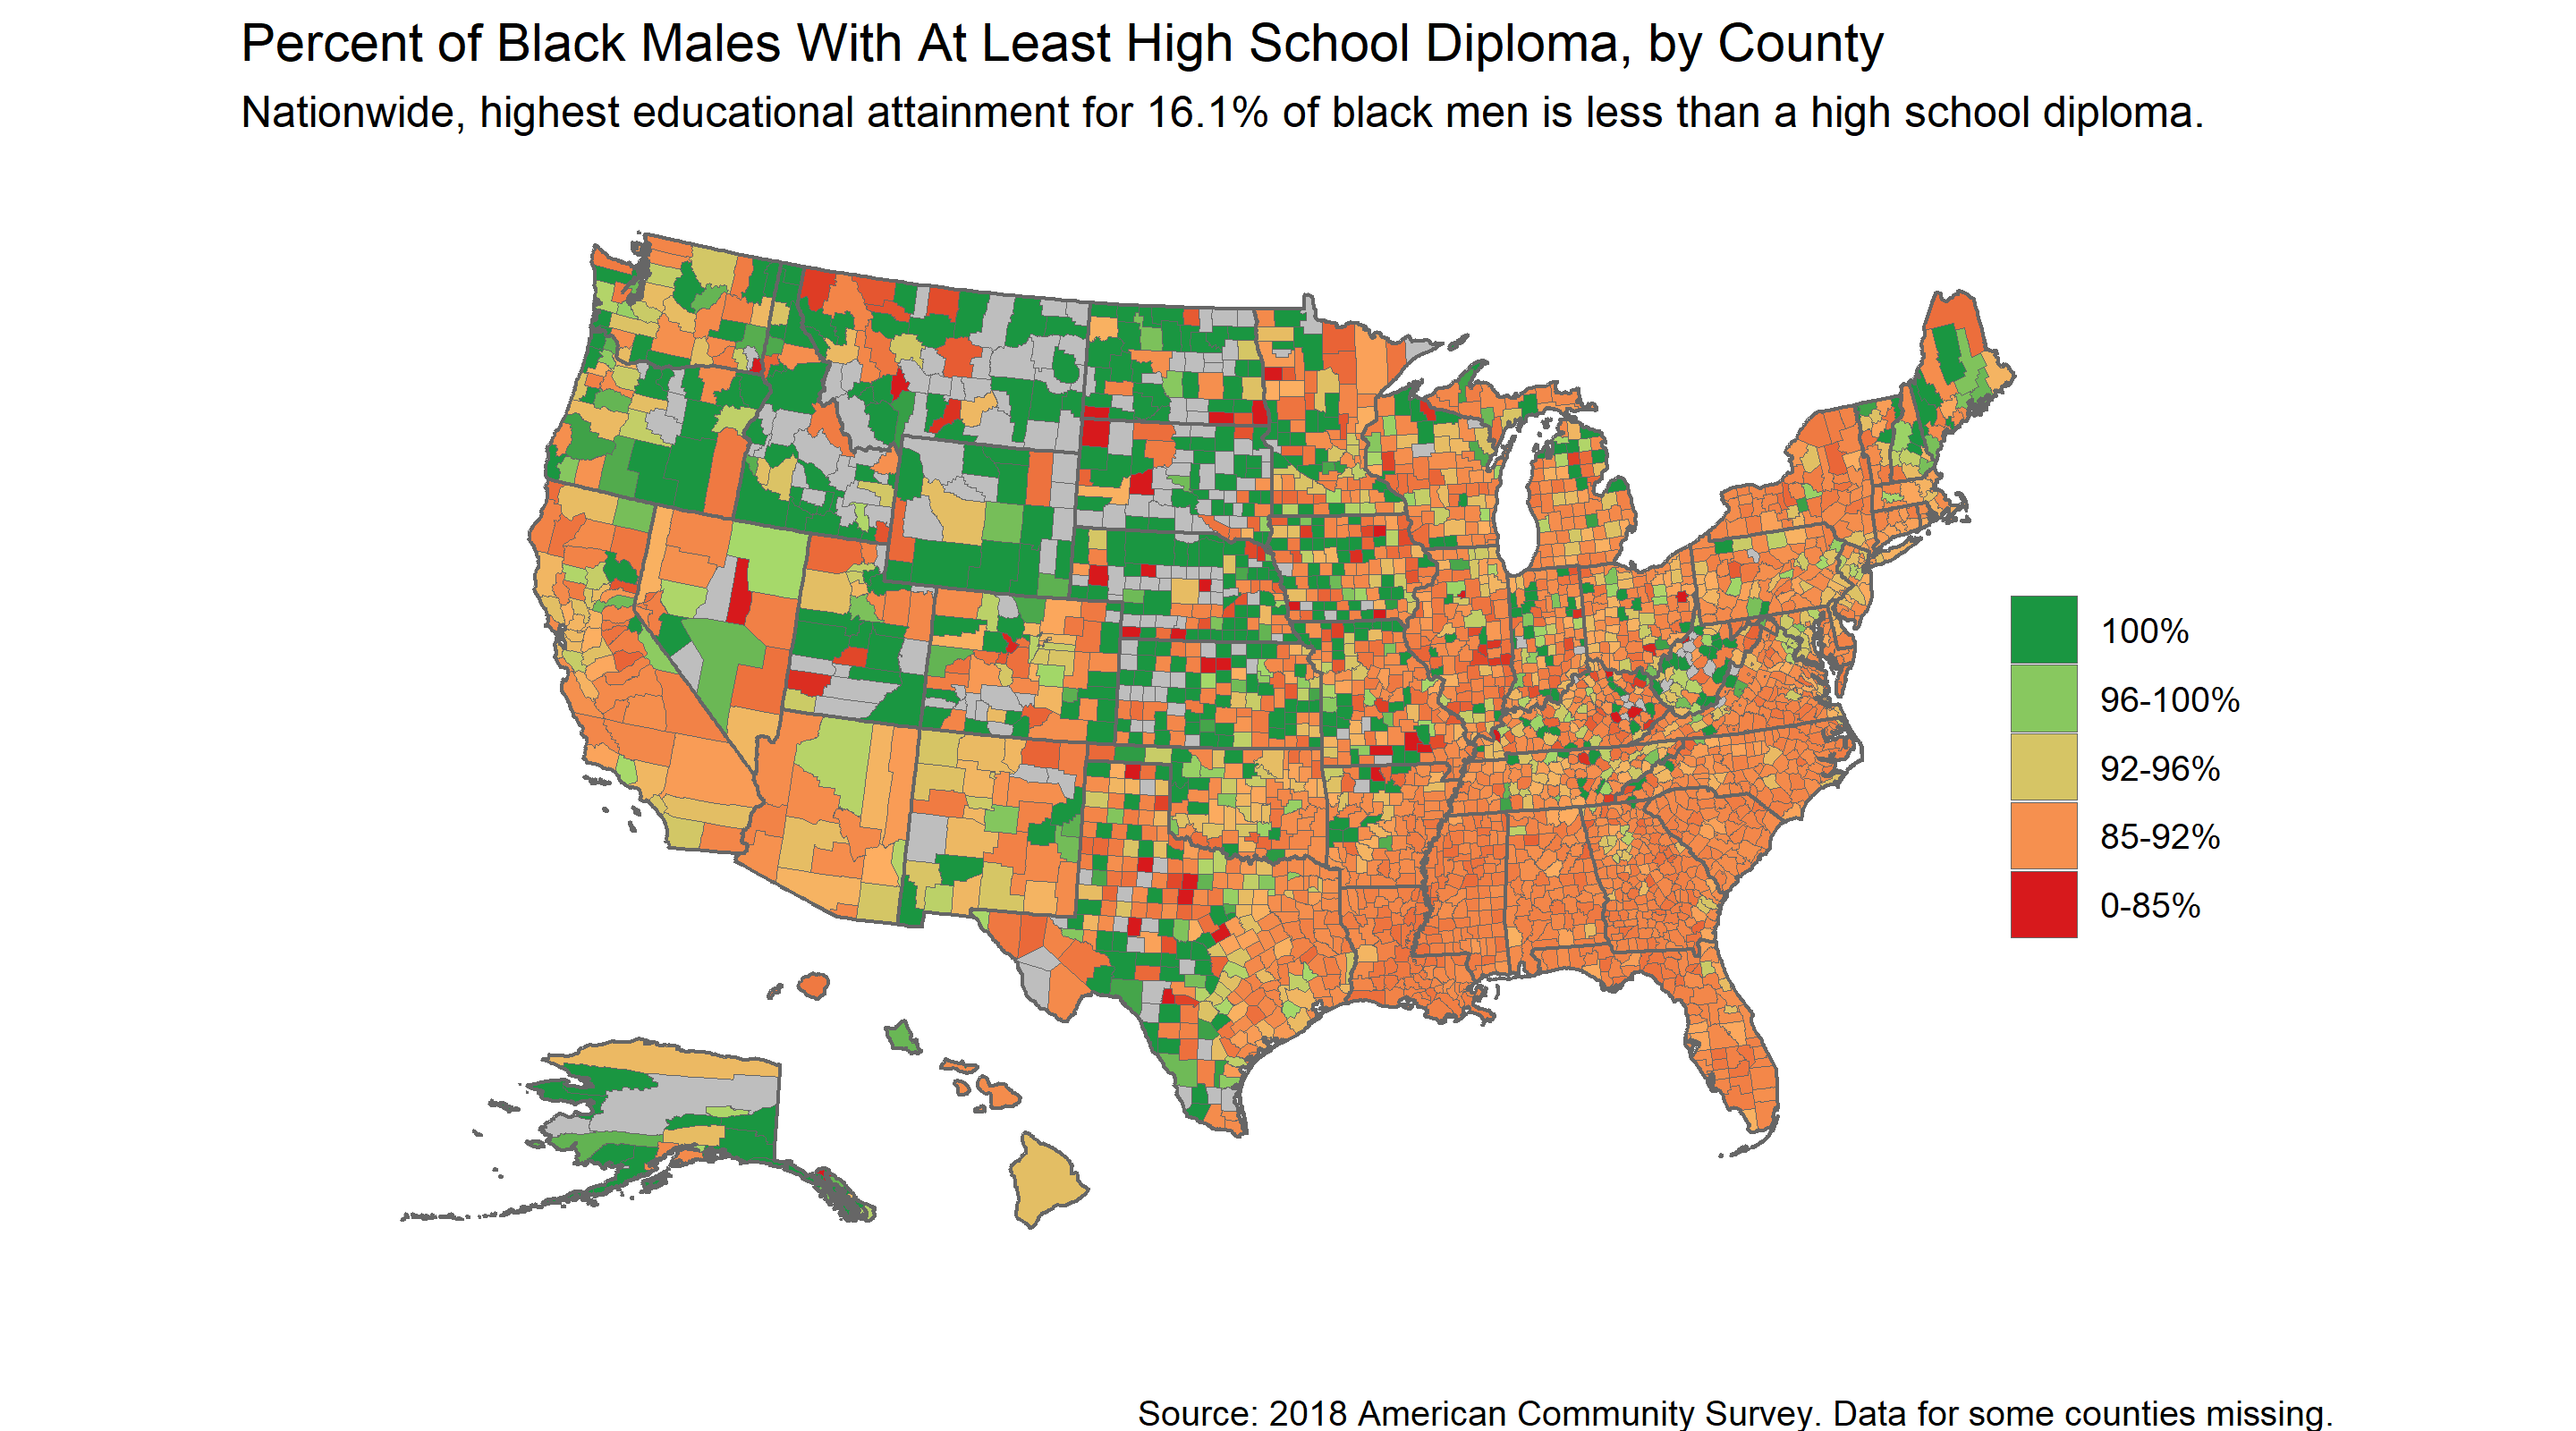 Percent of Black Males With At Least High School Diploma, by County
Nationwide, highest educational attainment for 16.1% of black men is less than a high school diploma.
100%
96-100%
92-96%
85-92%
0-85%
Source: 2018 American Community Survey. Data for some counties missing.